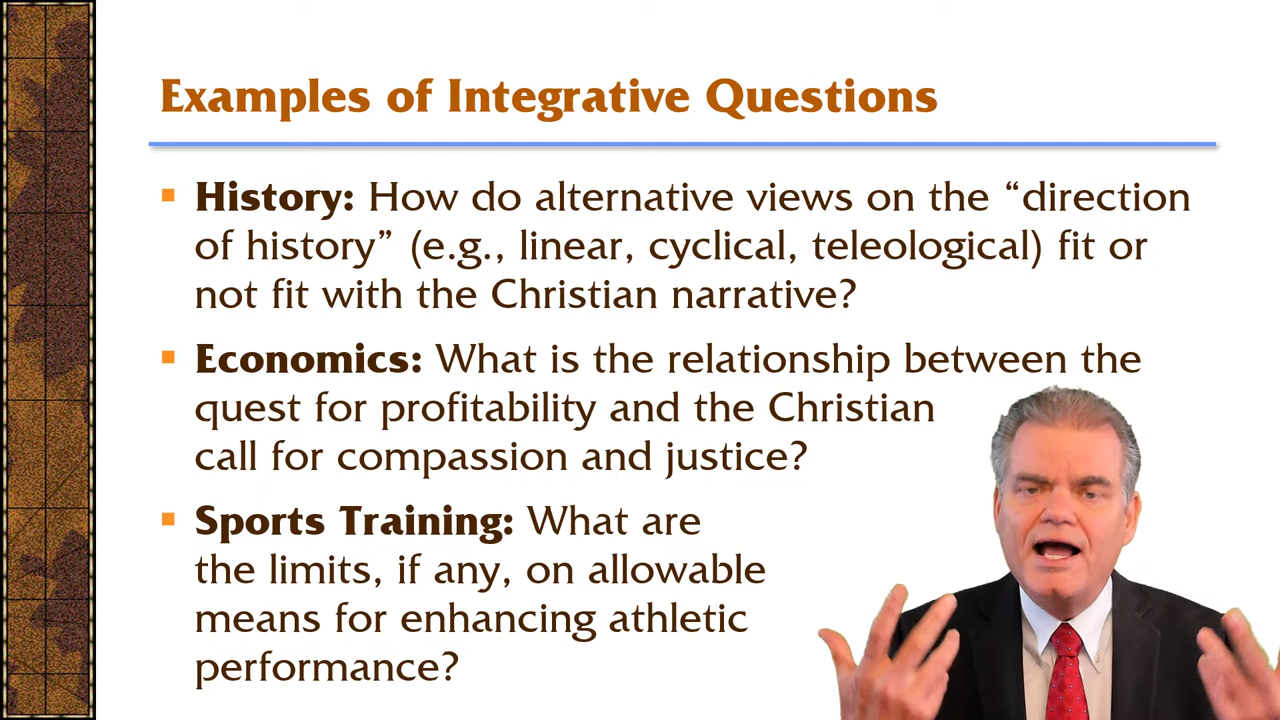 Examples of Integrative Questions
▪ History: How do alternative views on the “direction
of history” (e.g., linear, cyclical, teleological) fit or
not fit with the Christian narrative?
▪ Economics: What is the relationship between the
quest for profitability and the Christian
call for compassion and justice?
▪ Sports Training: What are
the limits, if any, on allowable
means for enhancing athletic
performance?